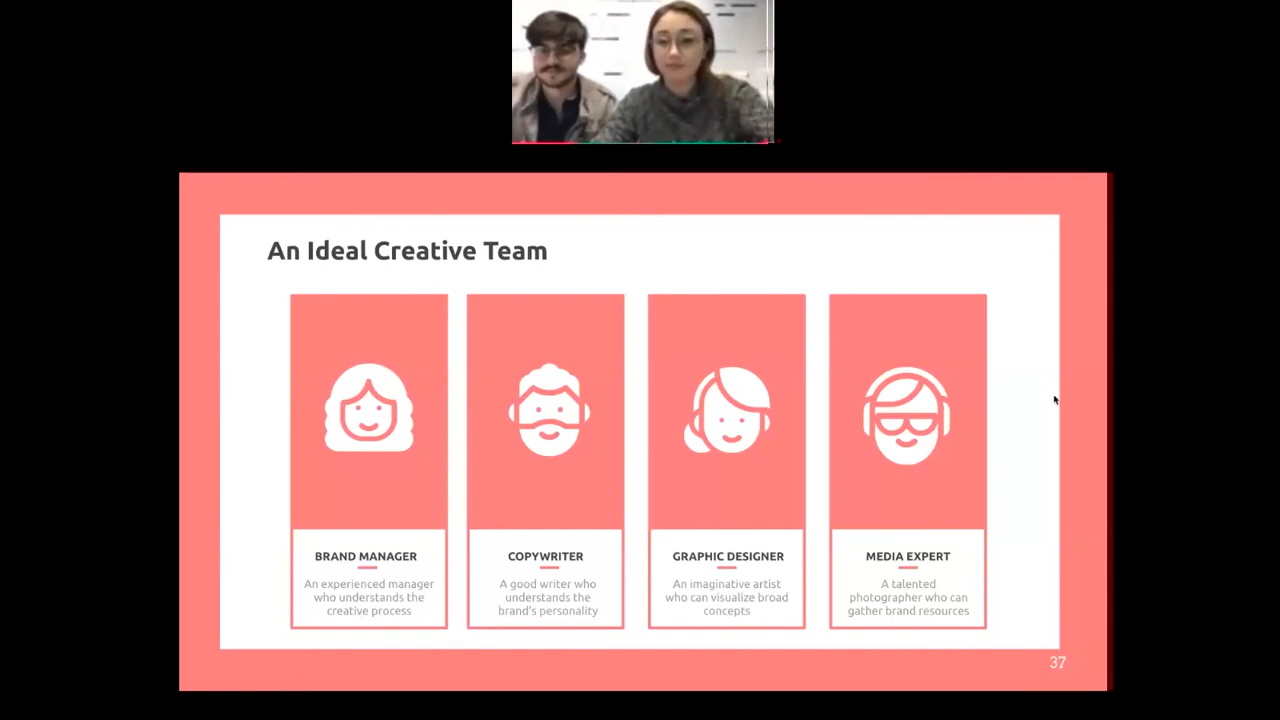 An Ideal Creative Team
BRAND MANAGER
An experienced manager
who understands the
creative process
COPYWRITER
A good writer who
understands the
brand's personality
GRAPHIC DESIGNER
An imaginative artist
who can visualize broad
concepts
MEDIA EXPERT
A talented
photographer who can
gather brand resources
37